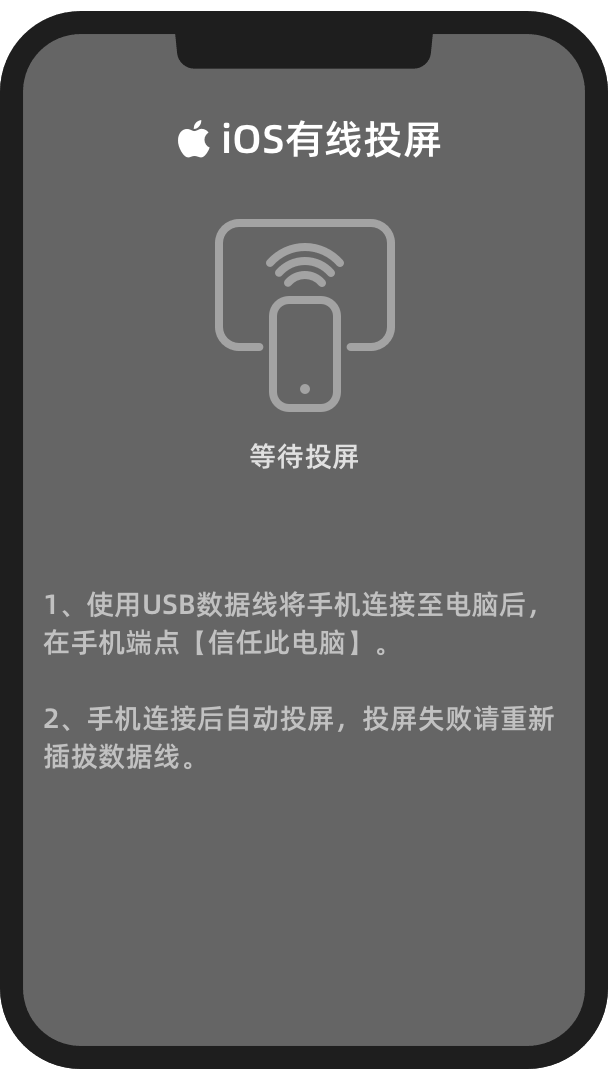 iOS有线投屏
等待投屏
1、使用USB数据线将手机连接至电脑后，
在手机端点【信任此电脑】。
2、手机连接后自动投屏，投屏失败请重新
插拔数据线。